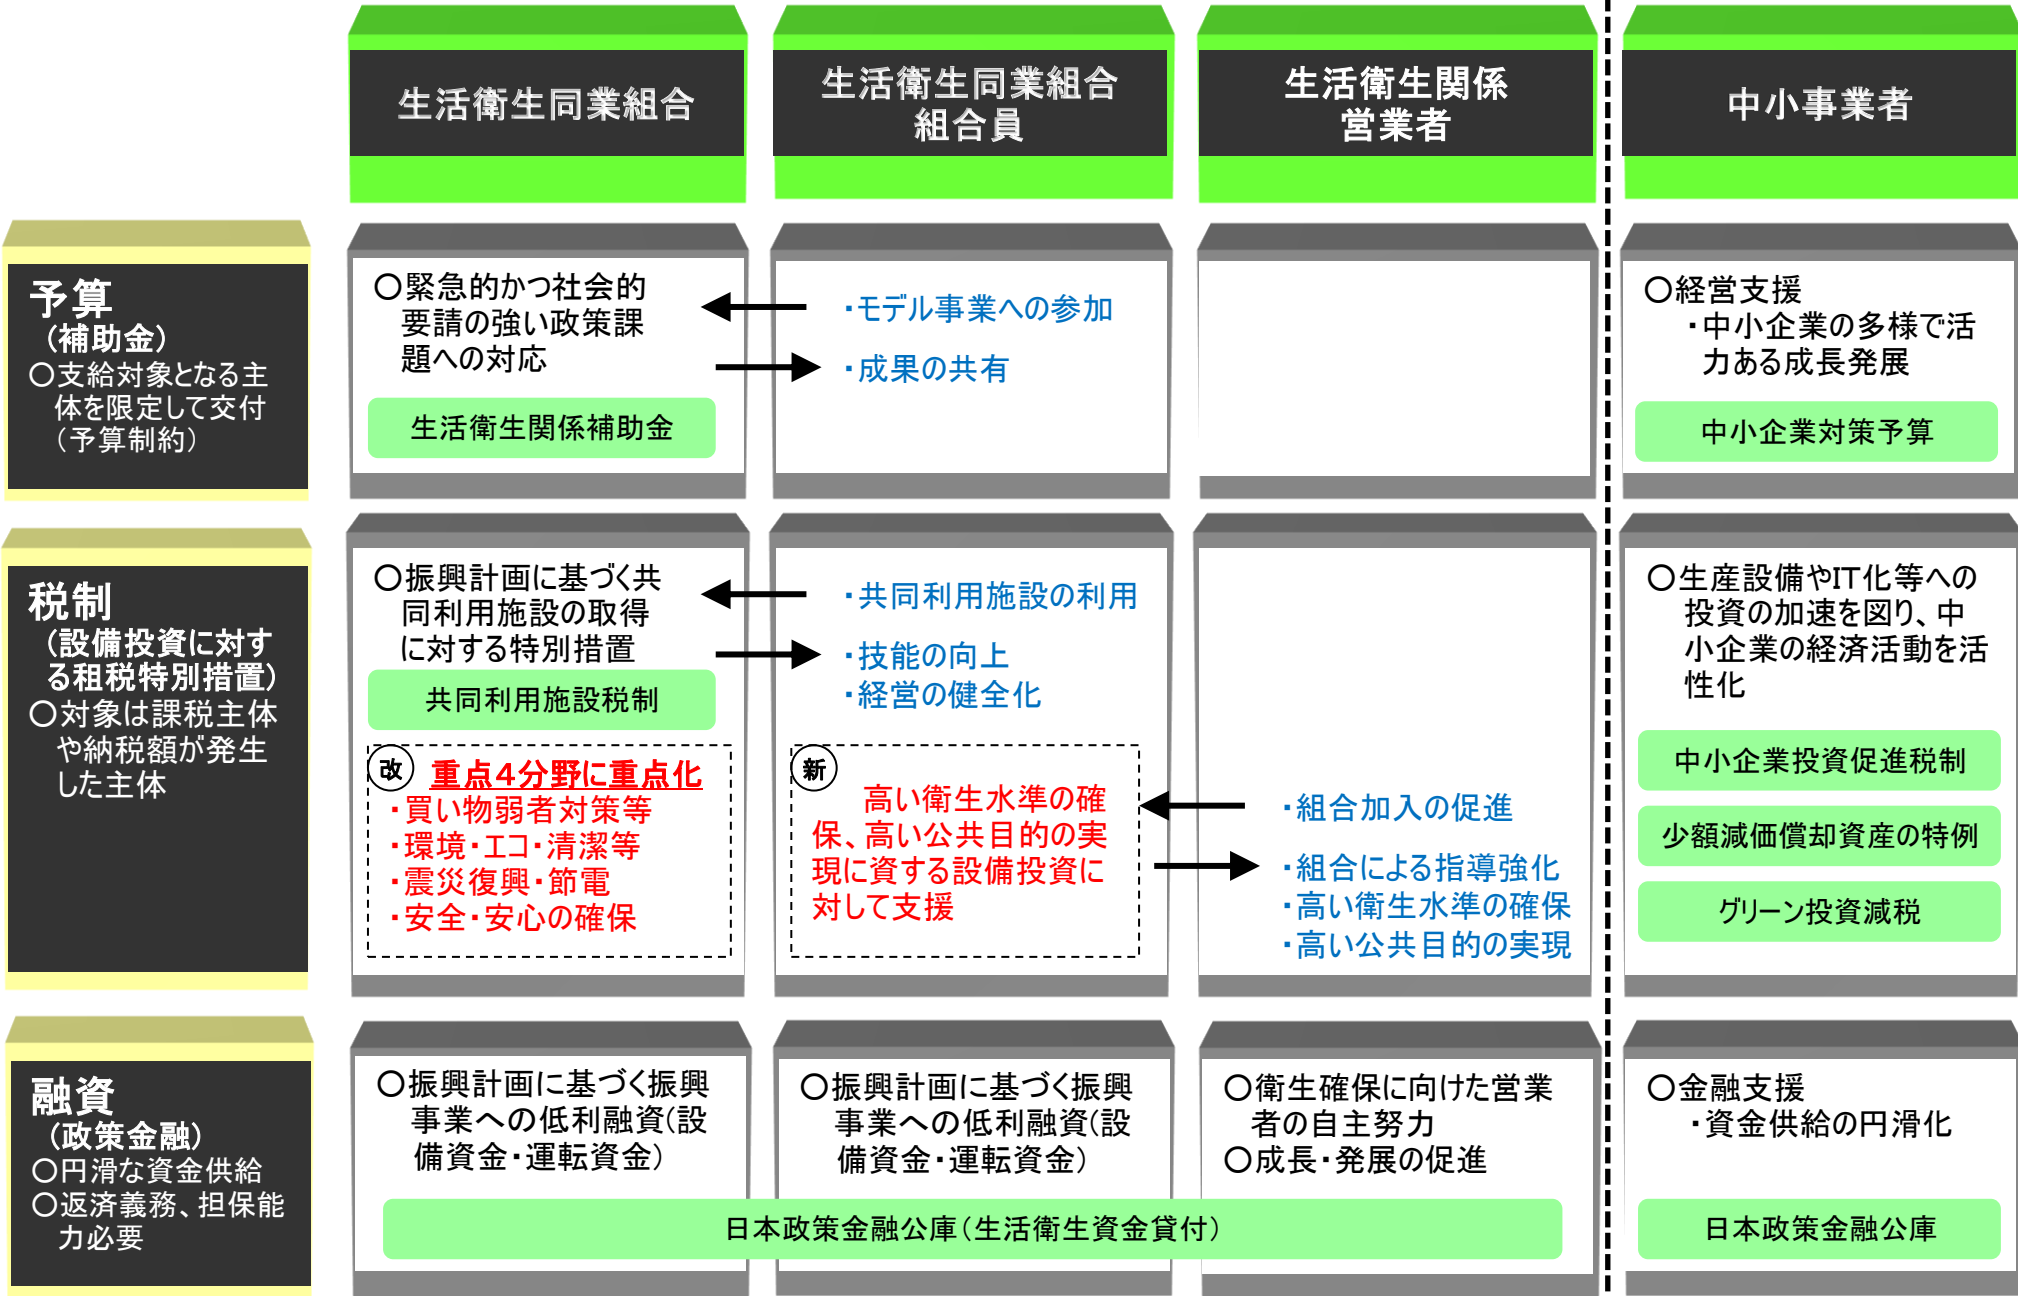 生活衛生同業組合
生活衛生同業組合
組合員
生活衛生関係
営業者
中小事業者
予算
（補助金）
○支給対象となる主
体を限定して交付
（予算制約）
○緊急的かつ社会的
要請の強い政策課
題への対応
生活衛生関係補助金
・モデル事業への参加
・成果の共有
○経営支援
・中小企業の多様で活
力ある成長発展
中小企業対策予算
税制
（設備投資に対す
る租税特別措置）
○対象は課税主体
や納税額が発生
した主体
○振興計画に基づく共
同利用施設の取得
に対する特別措置
共同利用施設税制
改
重点４分野に重点化
・買い物弱者対策等
・環境・エコ・清潔等
・震災復興・節電
・安全・安心の確保
・共同利用施設の利用
・技能の向上
・経営の健全化
新
高い衛生水準の確
保、高い公共目的の実
現に資する設備投資に
対して支援
・組合加入の促進
・組合による指導強化
・高い衛生水準の確保
・高い公共目的の実現
○生産設備やIT化等への
投資の加速を図り、中
小企業の経済活動を活
性化
中小企業投資促進税制
少額減価償却資産の特例
グリーン投資減税
融資
（政策金融）
○円滑な資金供給
○返済義務、担保能
力必要
○振興計画に基づく振興
事業への低利融資(設
備資金・運転資金）
○振興計画に基づく振興
事業への低利融資(設
備資金・運転資金）
○衛生確保に向けた営業
者の自主努力
○成長・発展の促進
日本政策金融公庫（生活衛生資金貸付）
○金融支援
・資金供給の円滑化
日本政策金融公庫